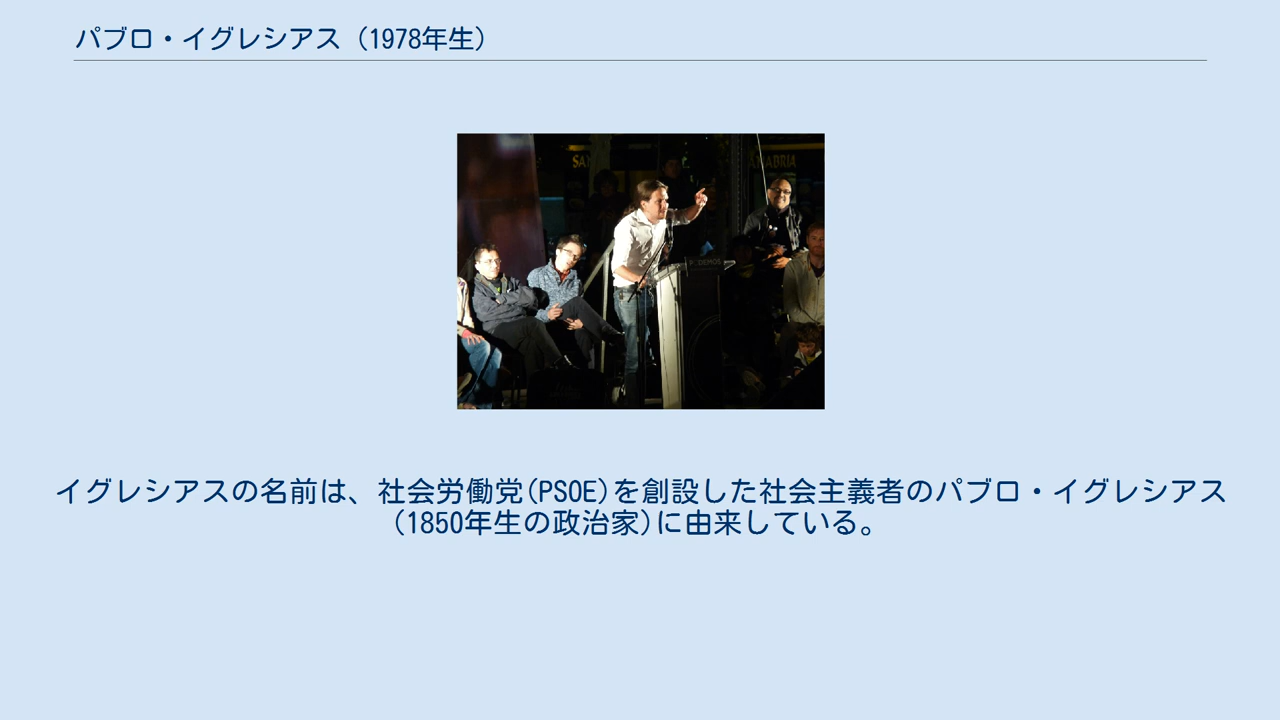 パブロ・イグレシアス（1978年生）
SAN
ANABRIA
PODEMOS
イグレシアスの名前は、社会労働党(PSOE)を創設した社会主義者のパブロ・イグレシアス
(1850年生の政治家)に由来している。